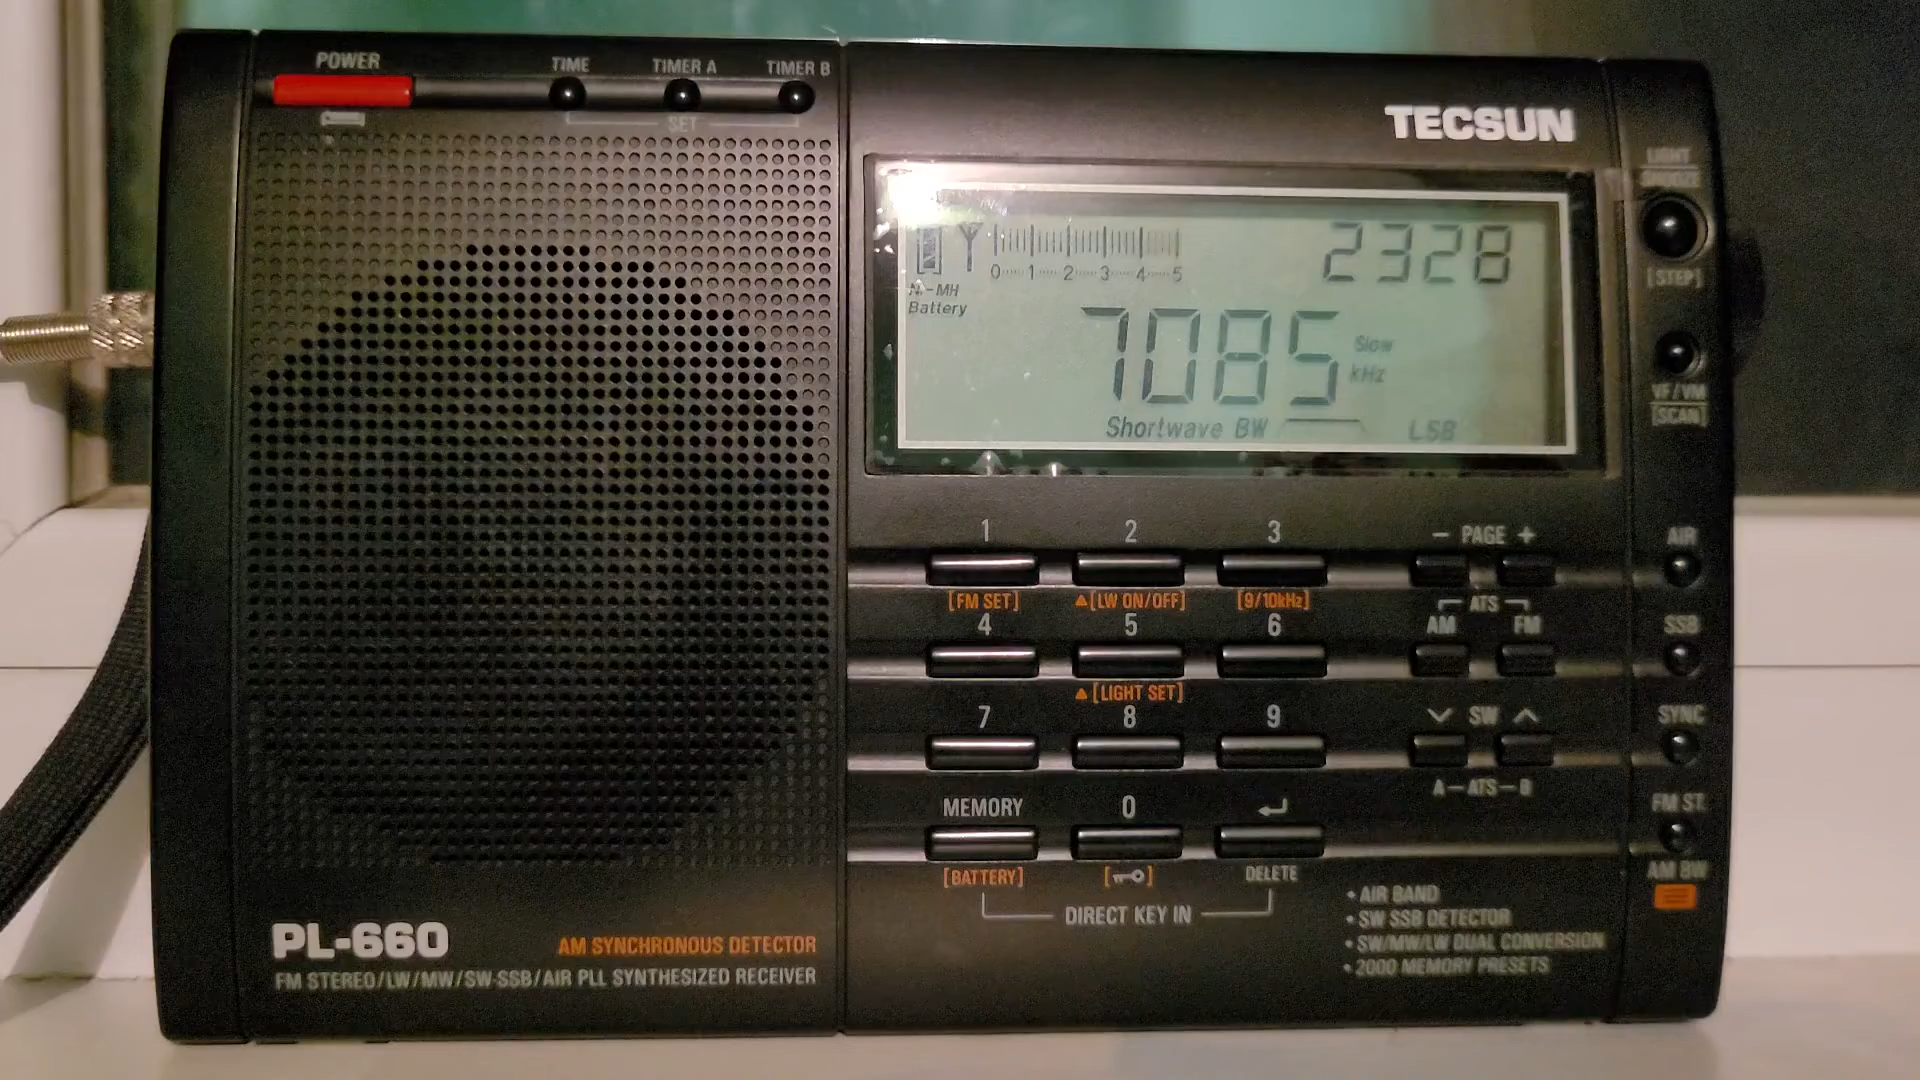 POWER TIME TIMER A TIMER B
SET
TECSUN
LIGHT
SNOOZE
[STEP]
2328
0 1 2 3 4 5
Ni-MH
Battery
7085
Slow
kHz
Shortwave BW LSB
VF/VM
[SCAN]
1 2 3 - PAGE + AIR
[FM SET] ▲[LW ON/OFF] [9/10kHz] ATS
4 5 6 AM FM SSB
▲[LIGHT SET]
7 8 9 SW SYNC
A-ATS-B
MEMORY 0 ↵ FM ST.
[BATTERY] DELETE AM BW
DIRECT KEY IN
• AIR BAND
• SW SSB DETECTOR
• SW/MW/LW DUAL CONVERSION
• 2000 MEMORY PRESETS
PL-660 AM SYNCHRONOUS DETECTOR
FM STEREO/LW/MW/SW-SSB/AIR PLL SYNTHESIZED RECEIVER